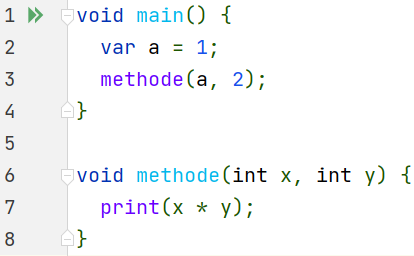 1 void main() {
2   var a = 1;
3   methode(a, 2);
4 }
5
6 void methode(int x, int y) {
7   print(x * y);
8 }